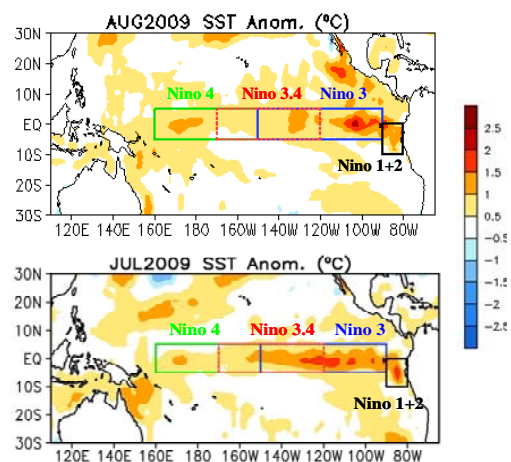 AUG2009 SST Anom. (ºC)
30N
20N
10N
EQ
10S
20S
30S
Nino 4
Nino 3.4
Nino 3
Nino 1+2
120E 140E 160E 180 160W 140W 120W 100W 80W
JUL2009 SST Anom. (ºC)
30N
20N
10N
EQ
10S
20S
30S
Nino 4
Nino 3.4
Nino 3
Nino 1+2
120E 140E 160E 180 160W 140W 120W 100W 80W
2.5
2
1.5
1
0.5
-0.5
-1
-1.5
-2
-2.5